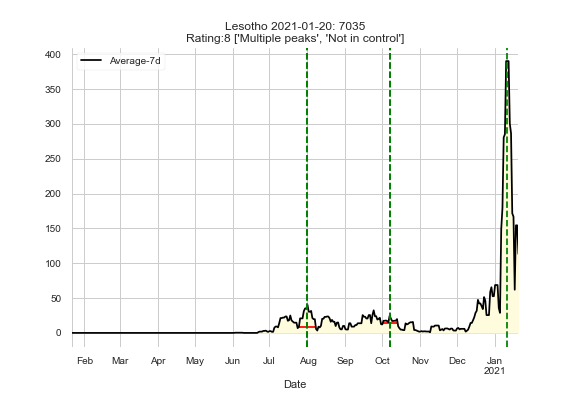 Lesotho 2021-01-20: 7035
Rating:8 ['Multiple peaks', 'Not in control']
Average-7d
400
350
300
250
200
150
100
50
0
Feb Mar Apr May Jun Jul Aug Sep Oct Nov Dec Jan
2021
Date